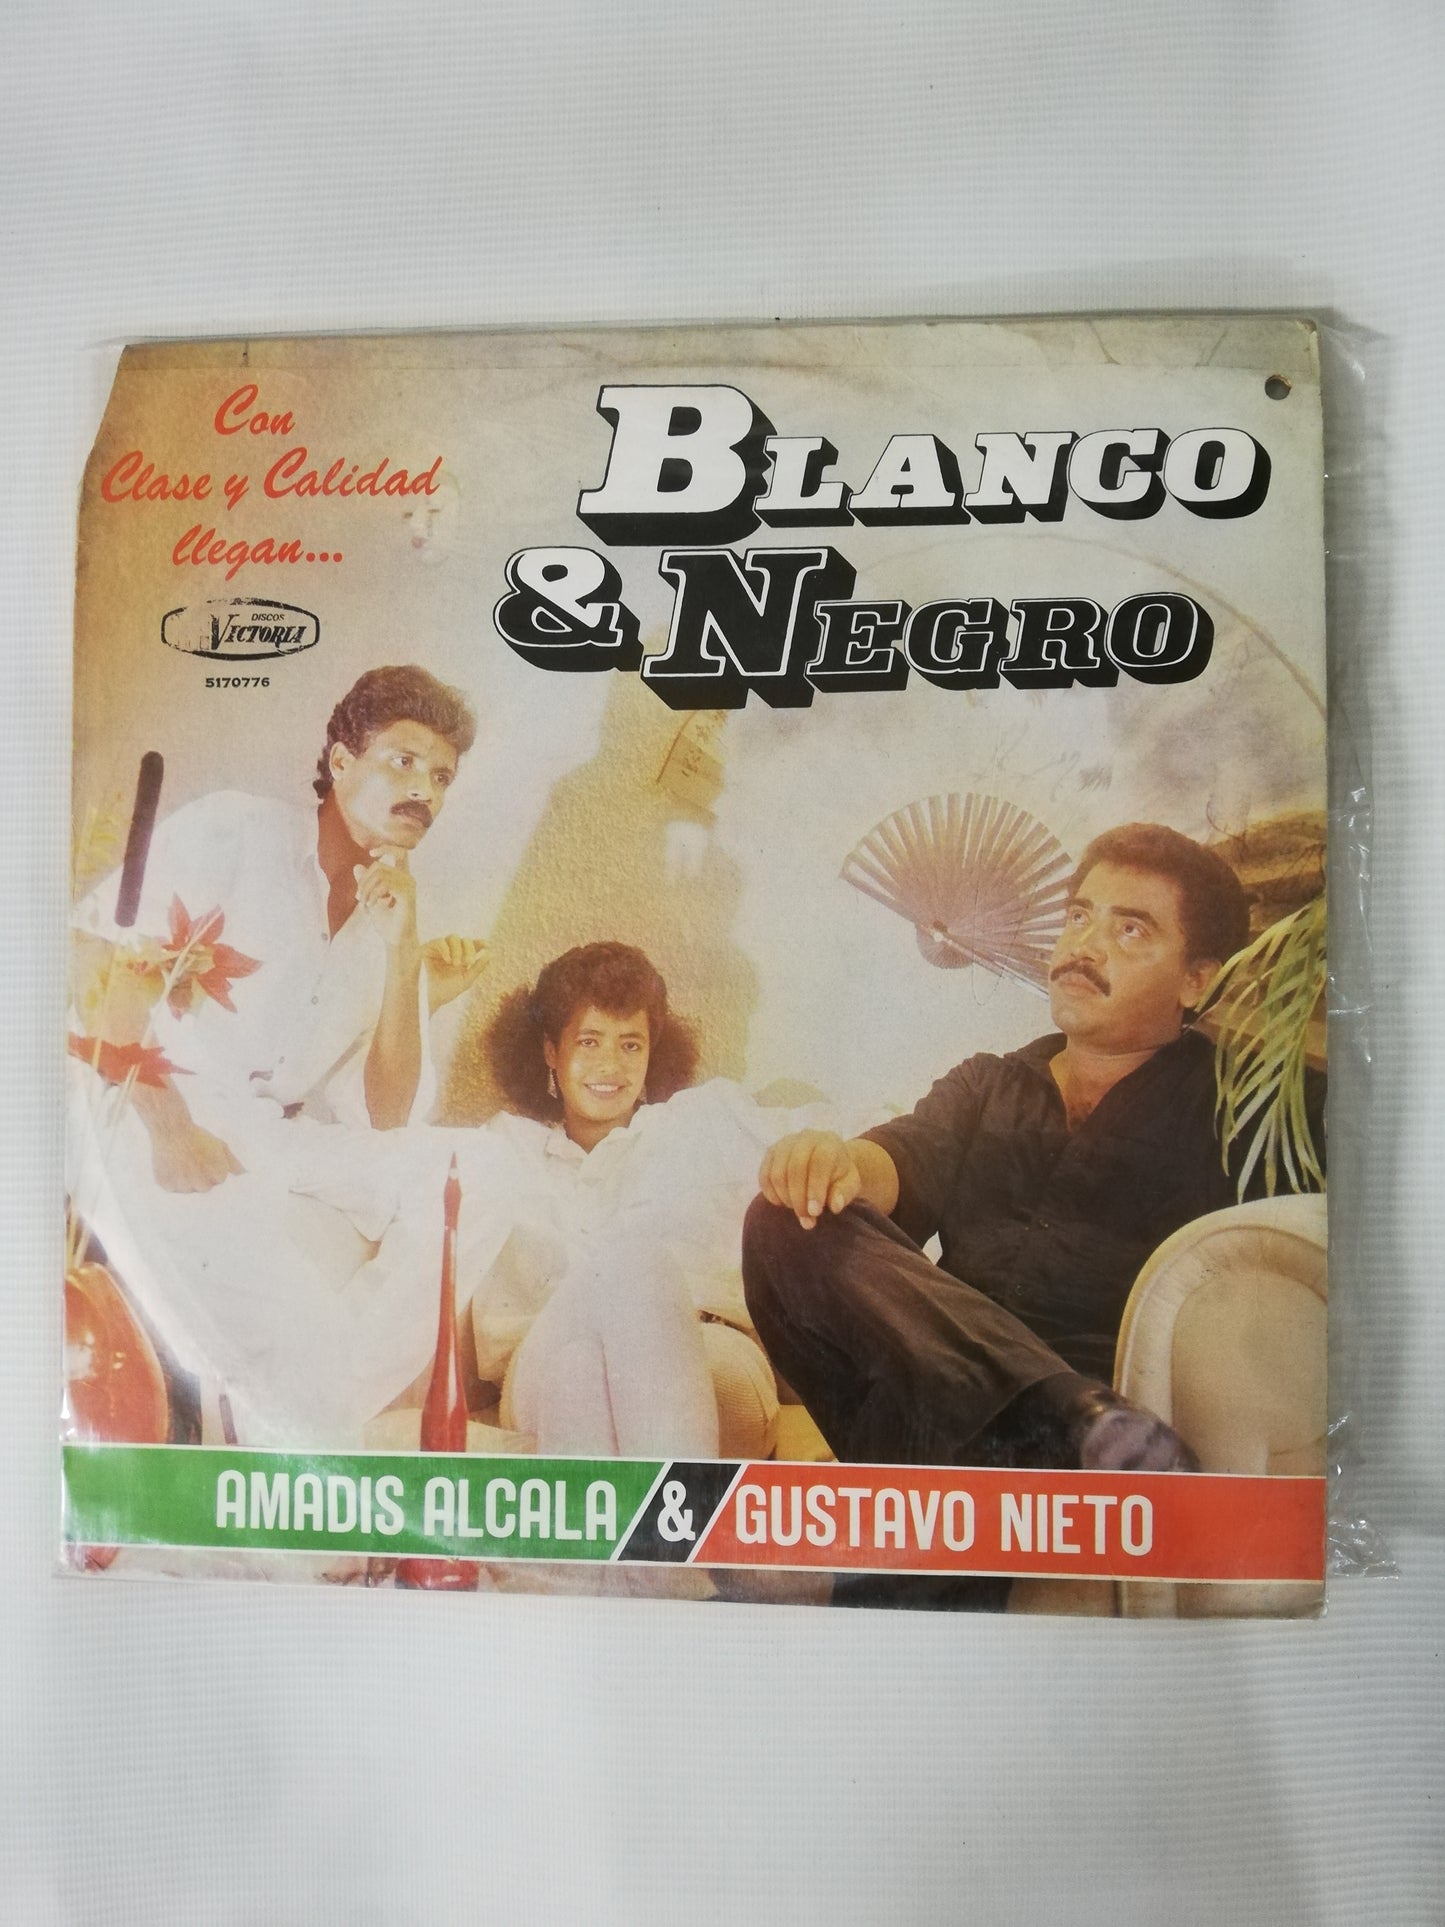 Con
Clase y Calidad
llegan...
DISCOS
VICTORIA
5170776
BLANCO
& NEGRO
AMADIS ALCALA & GUSTAVO NIETO